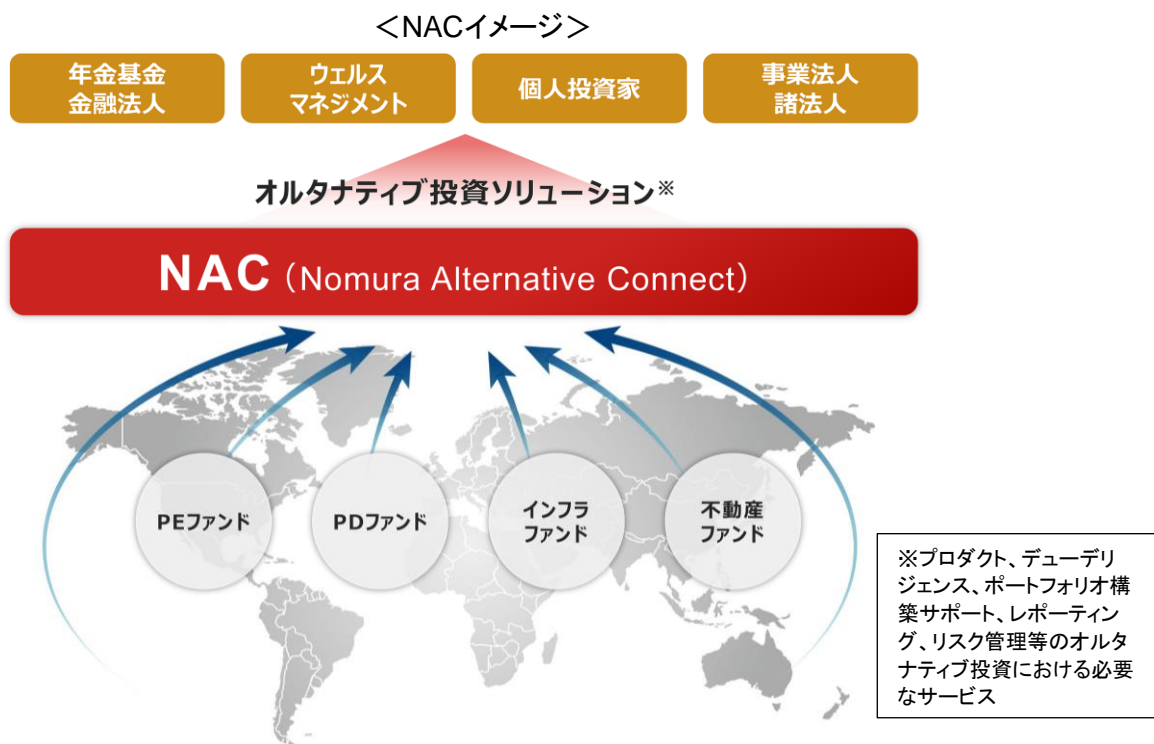 ＜NACイメージ＞
年金基金
金融法人
ウェルス
マネジメント
個人投資家
事業法人
諸法人
オルタナティブ投資ソリューション※
NAC（Nomura Alternative Connect）
PEファンド
PDファンド
インフラ
ファンド
不動産
ファンド
※プロダクト、デューデリ
ジェンス、ポートフォリオ構
築サポート、レポーティン
グ、リスク管理等のオルタ
ナティブ投資における必要
なサービス